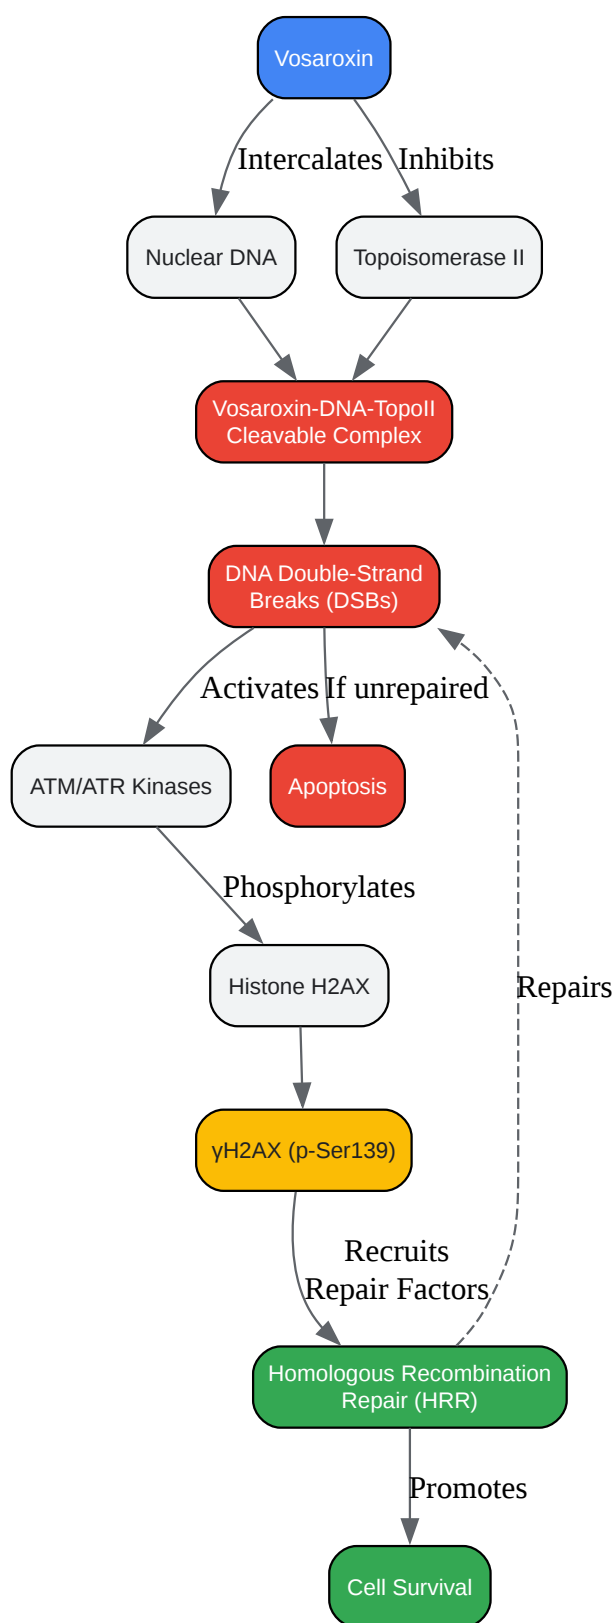 Vosaroxin
Intercalates
Inhibits
Nuclear DNA
Topoisomerase II
Vosaroxin-DNA-TopoII
Cleavable Complex
DNA Double-Strand
Breaks (DSBs)
Activates
If unrepaired
ATM/ATR Kinases
Apoptosis
Phosphorylates
Histone H2AX
Repairs
γH2AX (p-Ser139)
Recruits
Repair Factors
Homologous Recombination
Repair (HRR)
Promotes
Cell Survival